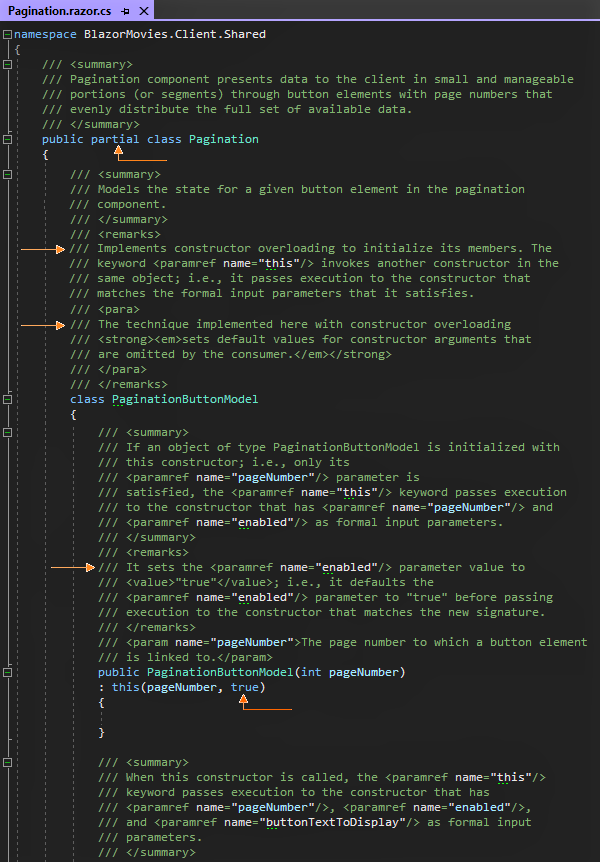 Pagination.razor.cs
namespace BlazorMovies.Client.Shared
{
/// <summary>
/// Pagination component presents data to the client in small and manageable
/// portions (or segments) through button elements with page numbers that
/// evenly distribute the full set of available data.
/// </summary>
public partial class Pagination
{
/// <summary>
/// Models the state for a given button element in the pagination
/// component.
/// </summary>
/// <remarks>
/// Implements constructor overloading to initialize its members. The
/// keyword <paramref name="this"/> invokes another constructor in the
/// same object; i.e., it passes execution to the constructor that
/// matches the formal input parameters that it satisfies.
/// <para>
/// The technique implemented here with constructor overloading
/// <strong><em>sets default values for constructor arguments that
/// are omitted by the consumer.</em></strong>
/// </para>
/// </remarks>
class PaginationButtonModel
{
/// <summary>
/// If an object of type PaginationButtonModel is initialized with
/// this constructor; i.e., only its
/// <paramref name="pageNumber"/> parameter is
/// satisfied, the <paramref name="this"/> keyword passes execution
/// to the constructor that has <paramref name="pageNumber"/> and
/// <paramref name="enabled"/> as formal input parameters.
/// </summary>
/// <remarks>
/// It sets the <paramref name="enabled"/> parameter value to
/// <value>"true"</value>; i.e., it defaults the
/// <paramref name="enabled"/> parameter to "true" before passing
/// execution to the constructor that matches the new signature.
/// </remarks>
/// <param name="pageNumber">The page number to which a button element
/// is linked to.</param>
public PaginationButtonModel(int pageNumber)
: this(pageNumber, true)
{
}
/// <summary>
/// When this constructor is called, the <paramref name="this"/>
/// keyword passes execution to the constructor that has
/// <paramref name="pageNumber"/>, <paramref name="enabled"/>,
/// and <paramref name="buttonTextToDisplay"/> as formal input
/// parameters.
/// </summary>